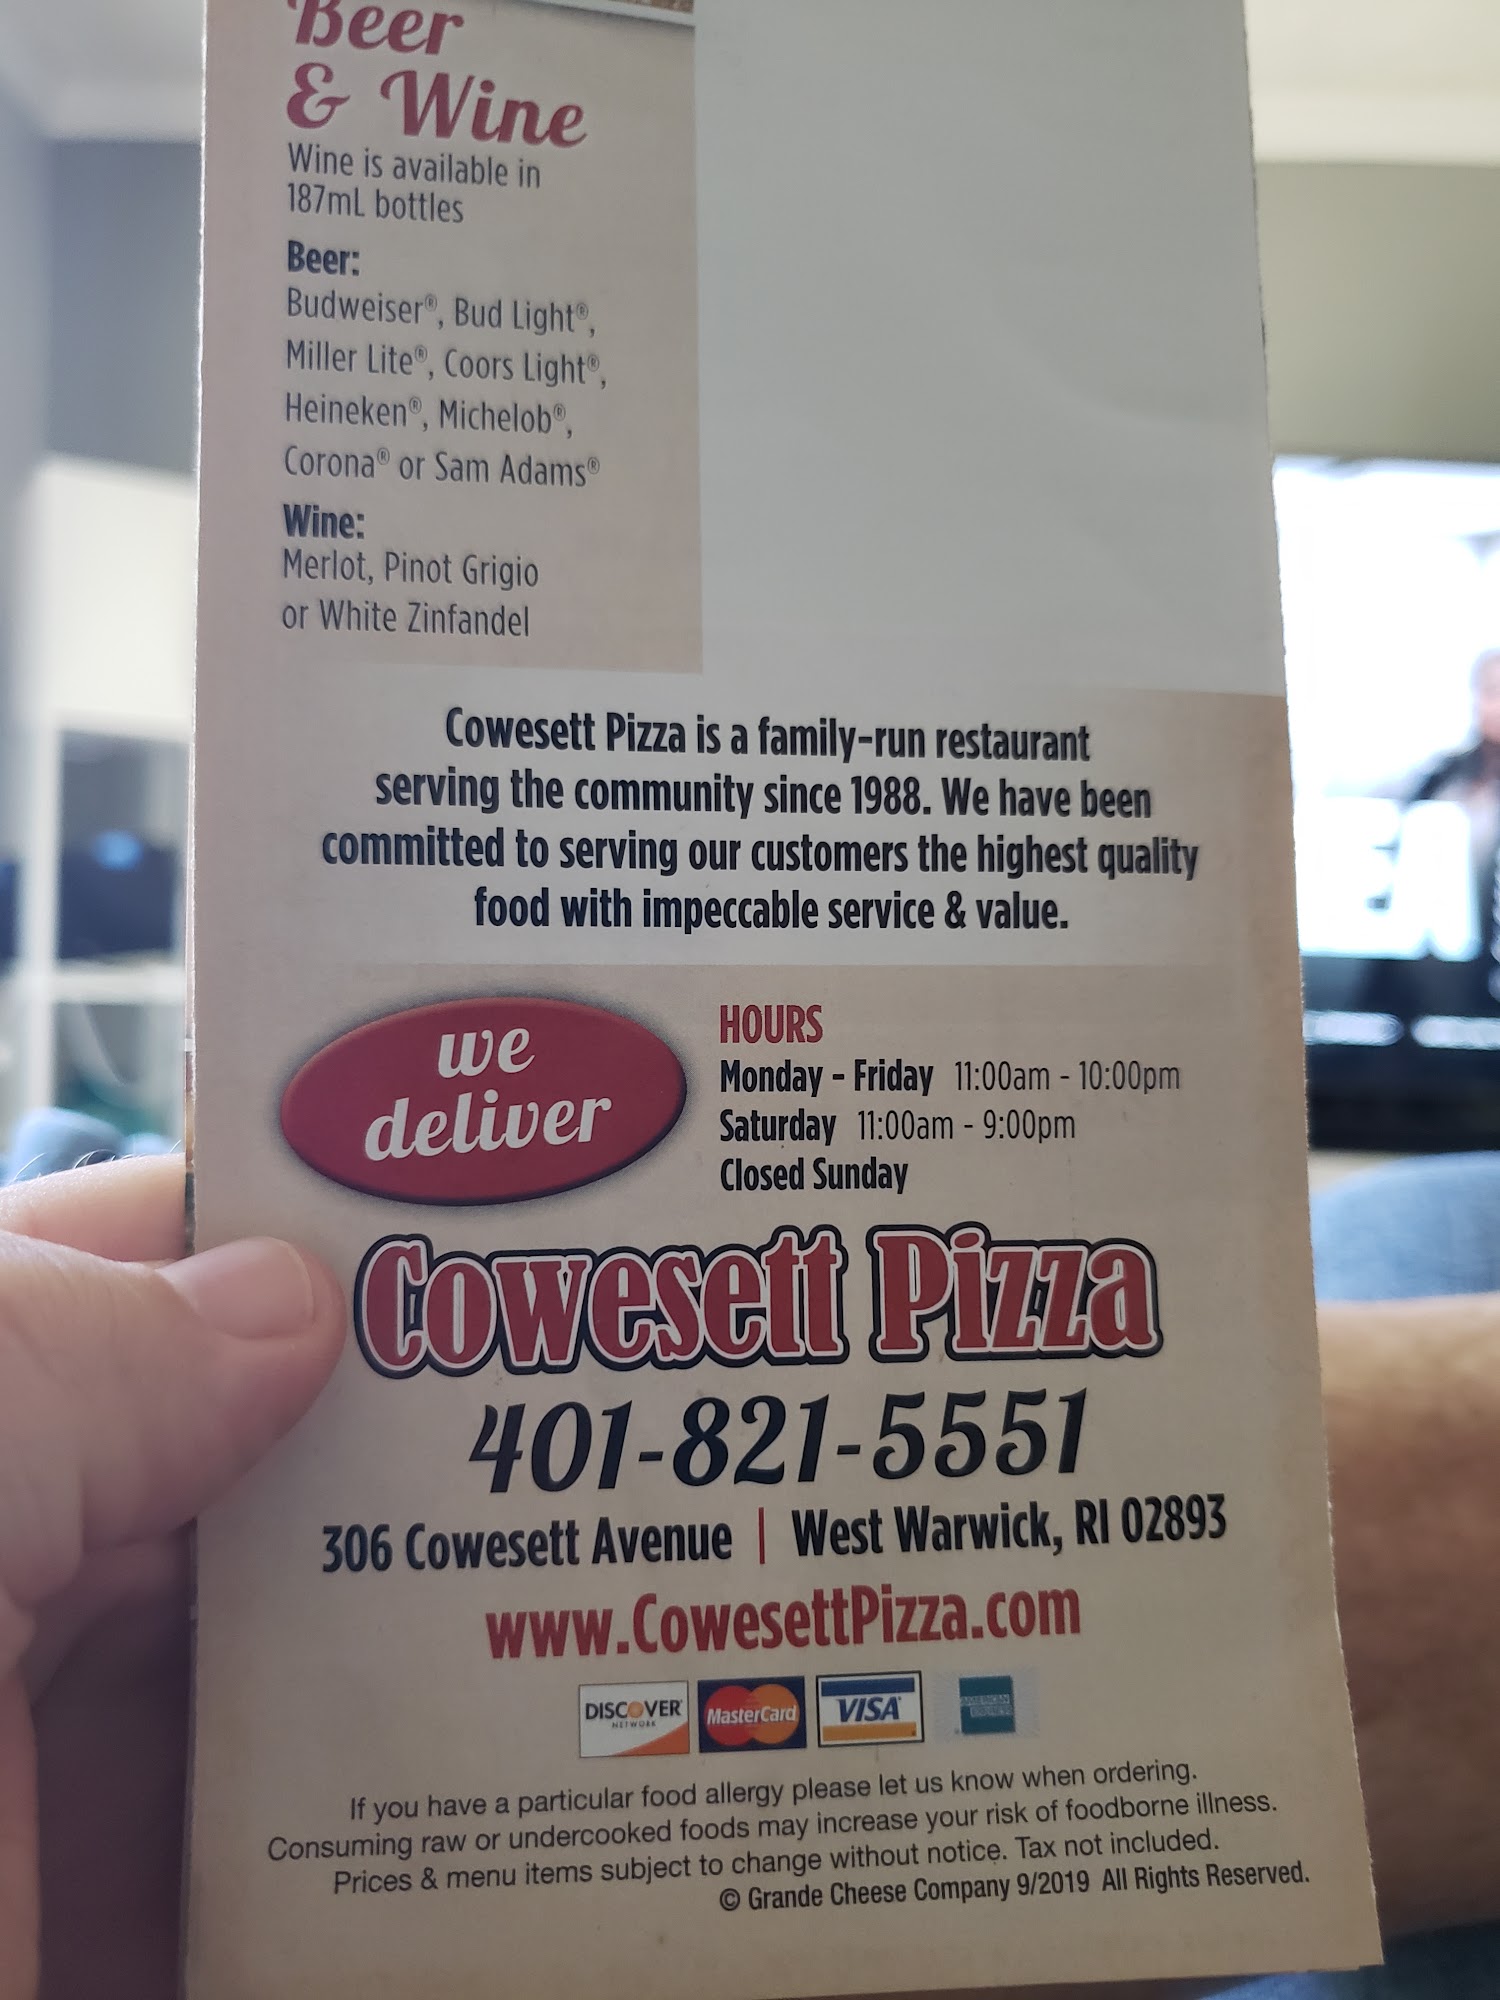 Beer
& Wine
Wine is available in
187mL bottles
Beer:
Budweiser®, Bud Light®,
Miller Lite®, Coors Light®,
Heineken®, Michelob®,
Corona® or Sam Adams®
Wine:
Merlot, Pinot Grigio
or White Zinfandel
Cowesett Pizza is a family-run restaurant
serving the community since 1988. We have been
committed to serving our customers the highest quality
food with impeccable service & value.
we
deliver
HOURS
Monday - Friday 11:00am - 10:00pm
Saturday 11:00am - 9:00pm
Closed Sunday
Cowesett Pizza
401-821-5551
306 Cowesett Avenue | West Warwick, RI 02893
www.CowesettPizza.com
DISCOVER
NETWORK
MasterCard
VISA
AMERICAN
EXPRESS
If you have a particular food allergy please let us know when ordering.
Consuming raw or undercooked foods may increase your risk of foodborne illness.
Prices & menu items subject to change without notice. Tax not included.
© Grande Cheese Company 9/2019 All Rights Reserved.